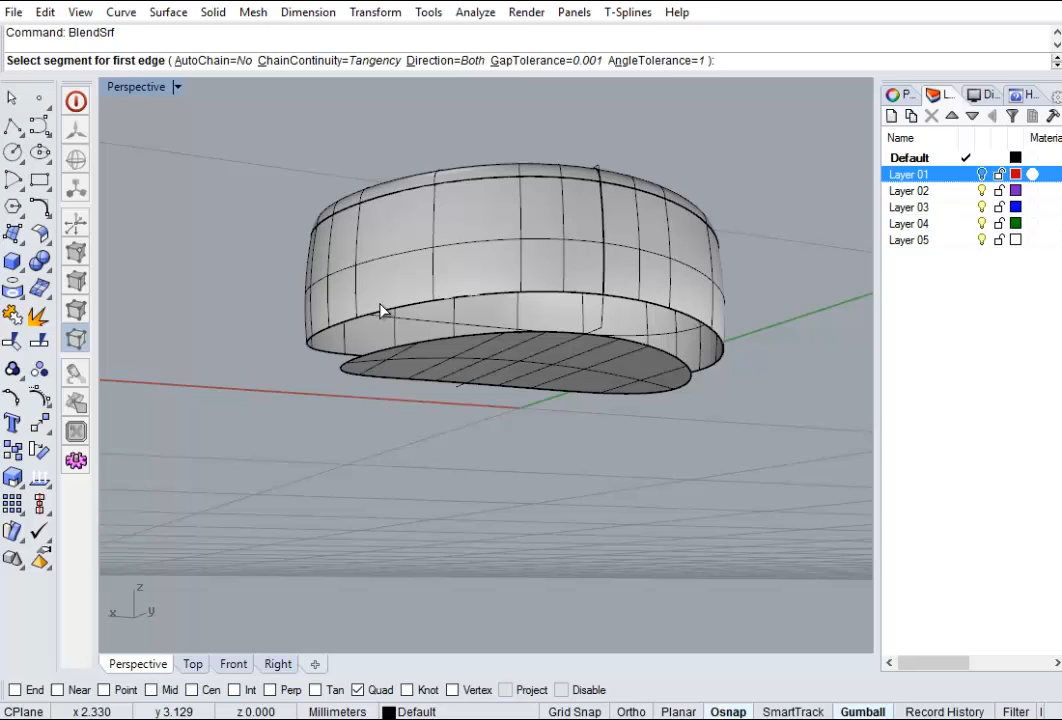 File Edit View Curve Surface Solid Mesh Dimension Transform Tools Analyze Render Panels T-Splines Help
Command: BlendSrf
Select segment for first edge ( AutoChain=No ChainContinuity=Tangency Direction=Both GapTolerance=0.001 AngleTolerance=1 ):
Perspective
P... L... Di... H...
Name Materia
Default
Layer 01
Layer 02
Layer 03
Layer 04
Layer 05
z
x y
Perspective Top Front Right
End Near Point Mid Cen Int Perp Tan Quad Knot Vertex Project Disable
CPlane x 2.330 y 3.129 z 0.000 Millimeters Default Grid Snap Ortho Planar Osnap SmartTrack Gumball Record History Filter